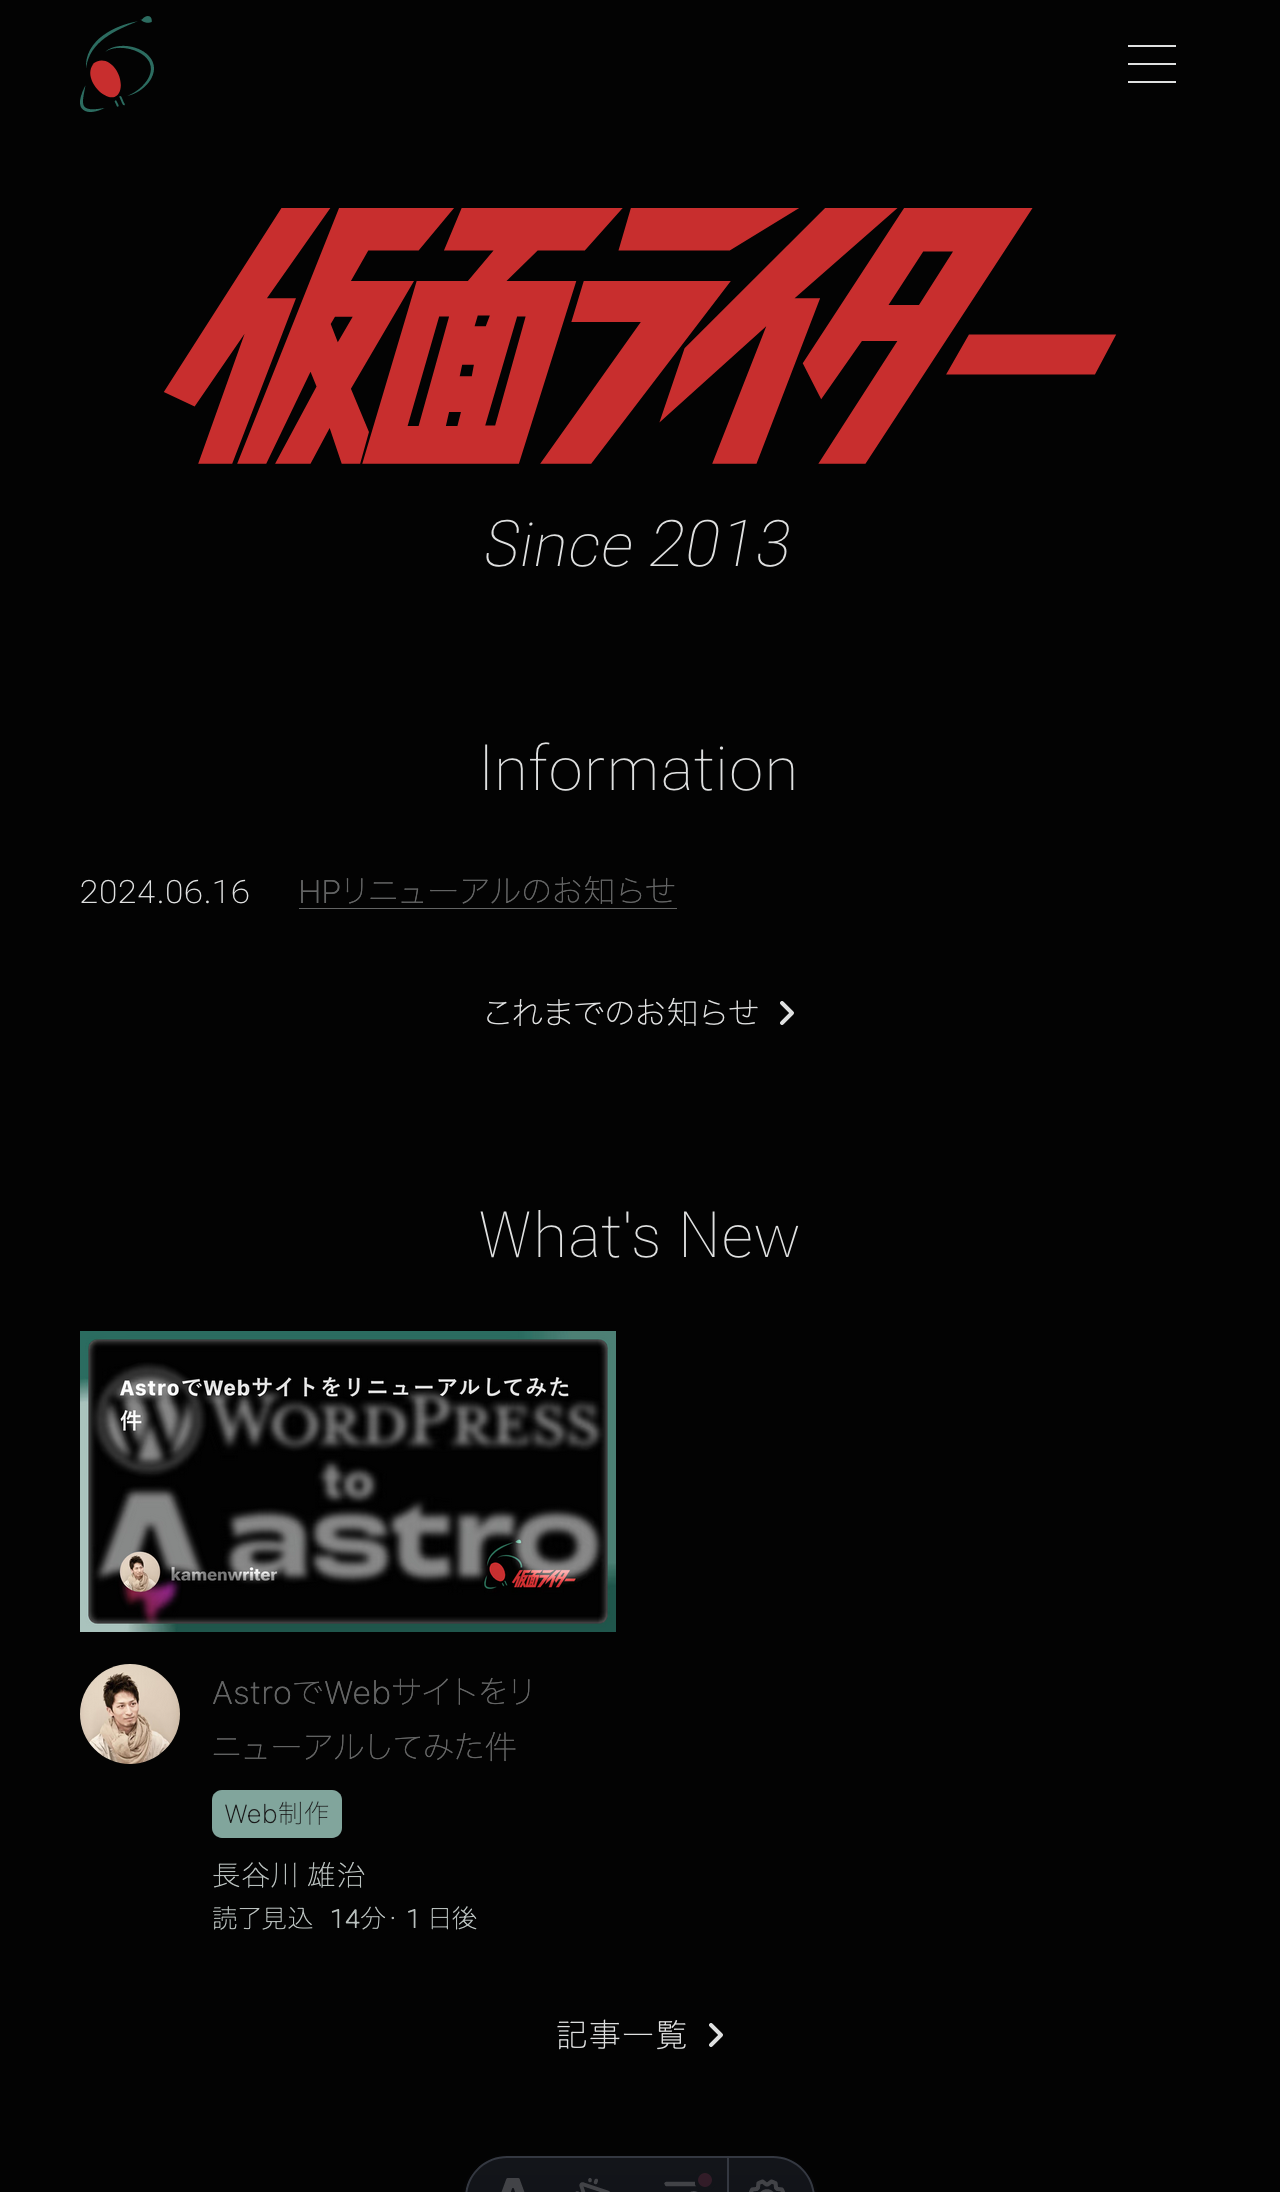 仮面ライター
Since 2013
Information
2024.06.16 HPリニューアルのお知らせ
これまでのお知らせ
What's New
AstroでWebサイトをリニューアルしてみた
件
WORDPRESS
to
astro
kamenwriter
仮面ライター
AstroでWebサイトをリ
ニューアルしてみた件
Web制作
長谷川 雄治
読了見込 14分· 1 日後
記事一覧